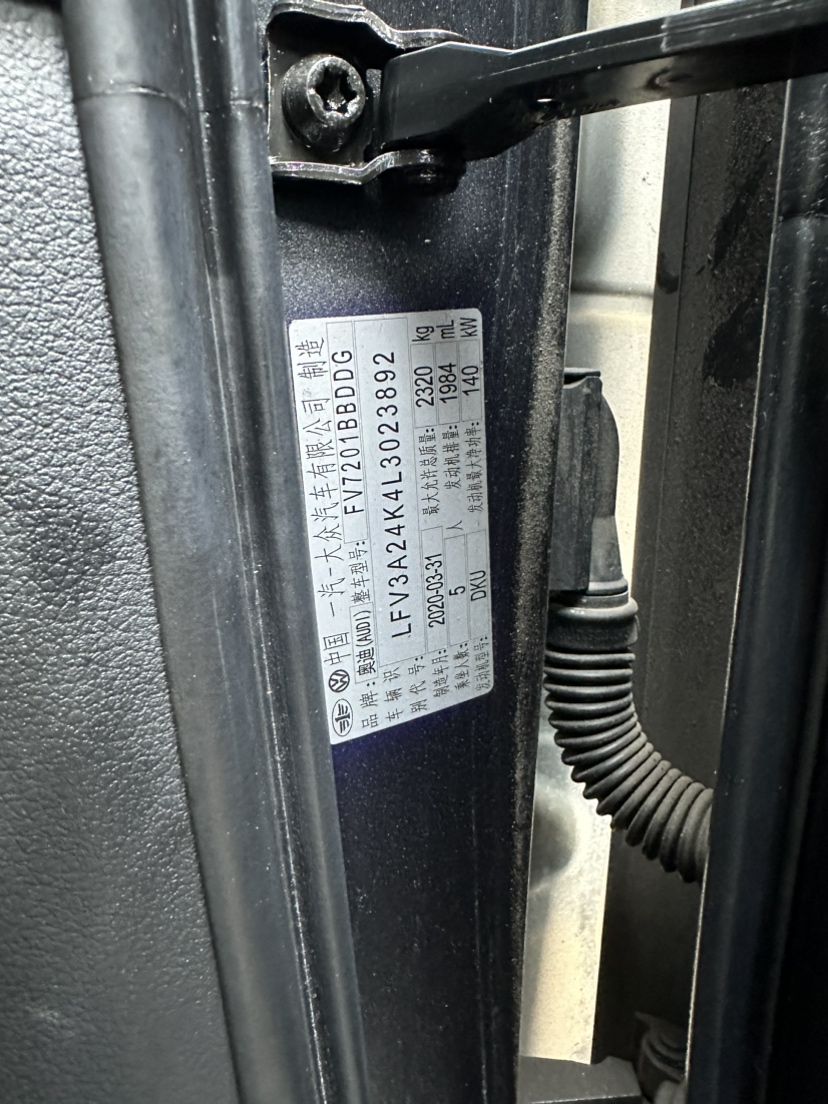 中国 一汽-大众汽车有限公司 制造
品牌: 奥迪(AUDI) 整车型号: FV7201BBDDG
车辆识别代号: LFV3A24K4L3023892
制造年月: 2020-03-31 最大允许总质量: 2320 kg
乘坐人数: 5 人 发动机排量: 1984 mL
发动机型号: DKU 发动机最大净功率: 140 kW